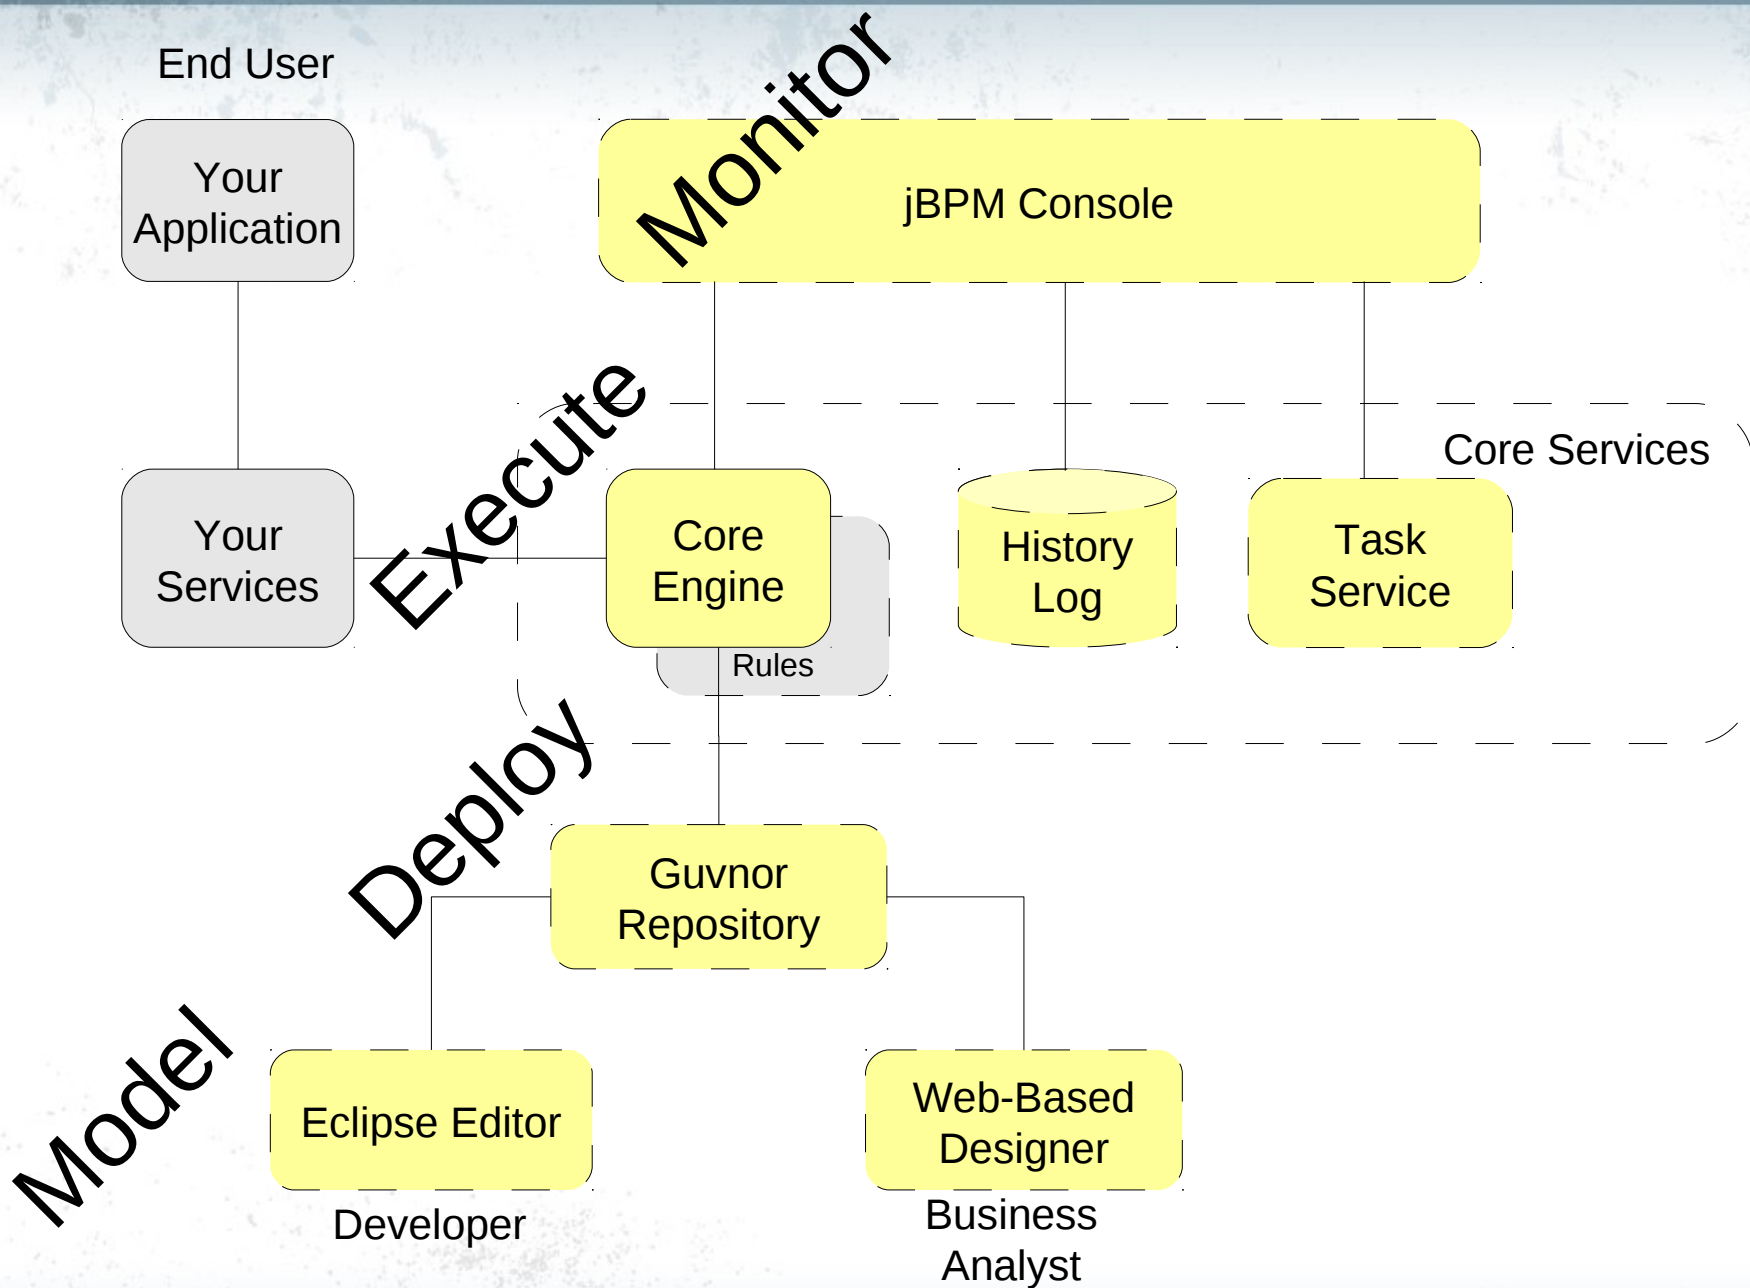 End User
Monitor
Your
Application
jBPM Console
Execute
Core Services
Your
Services
Core
Engine
History
Log
Task
Service
Rules
Deploy
Guvnor
Repository
Model
Eclipse Editor
Web-Based
Designer
Developer
Business
Analyst